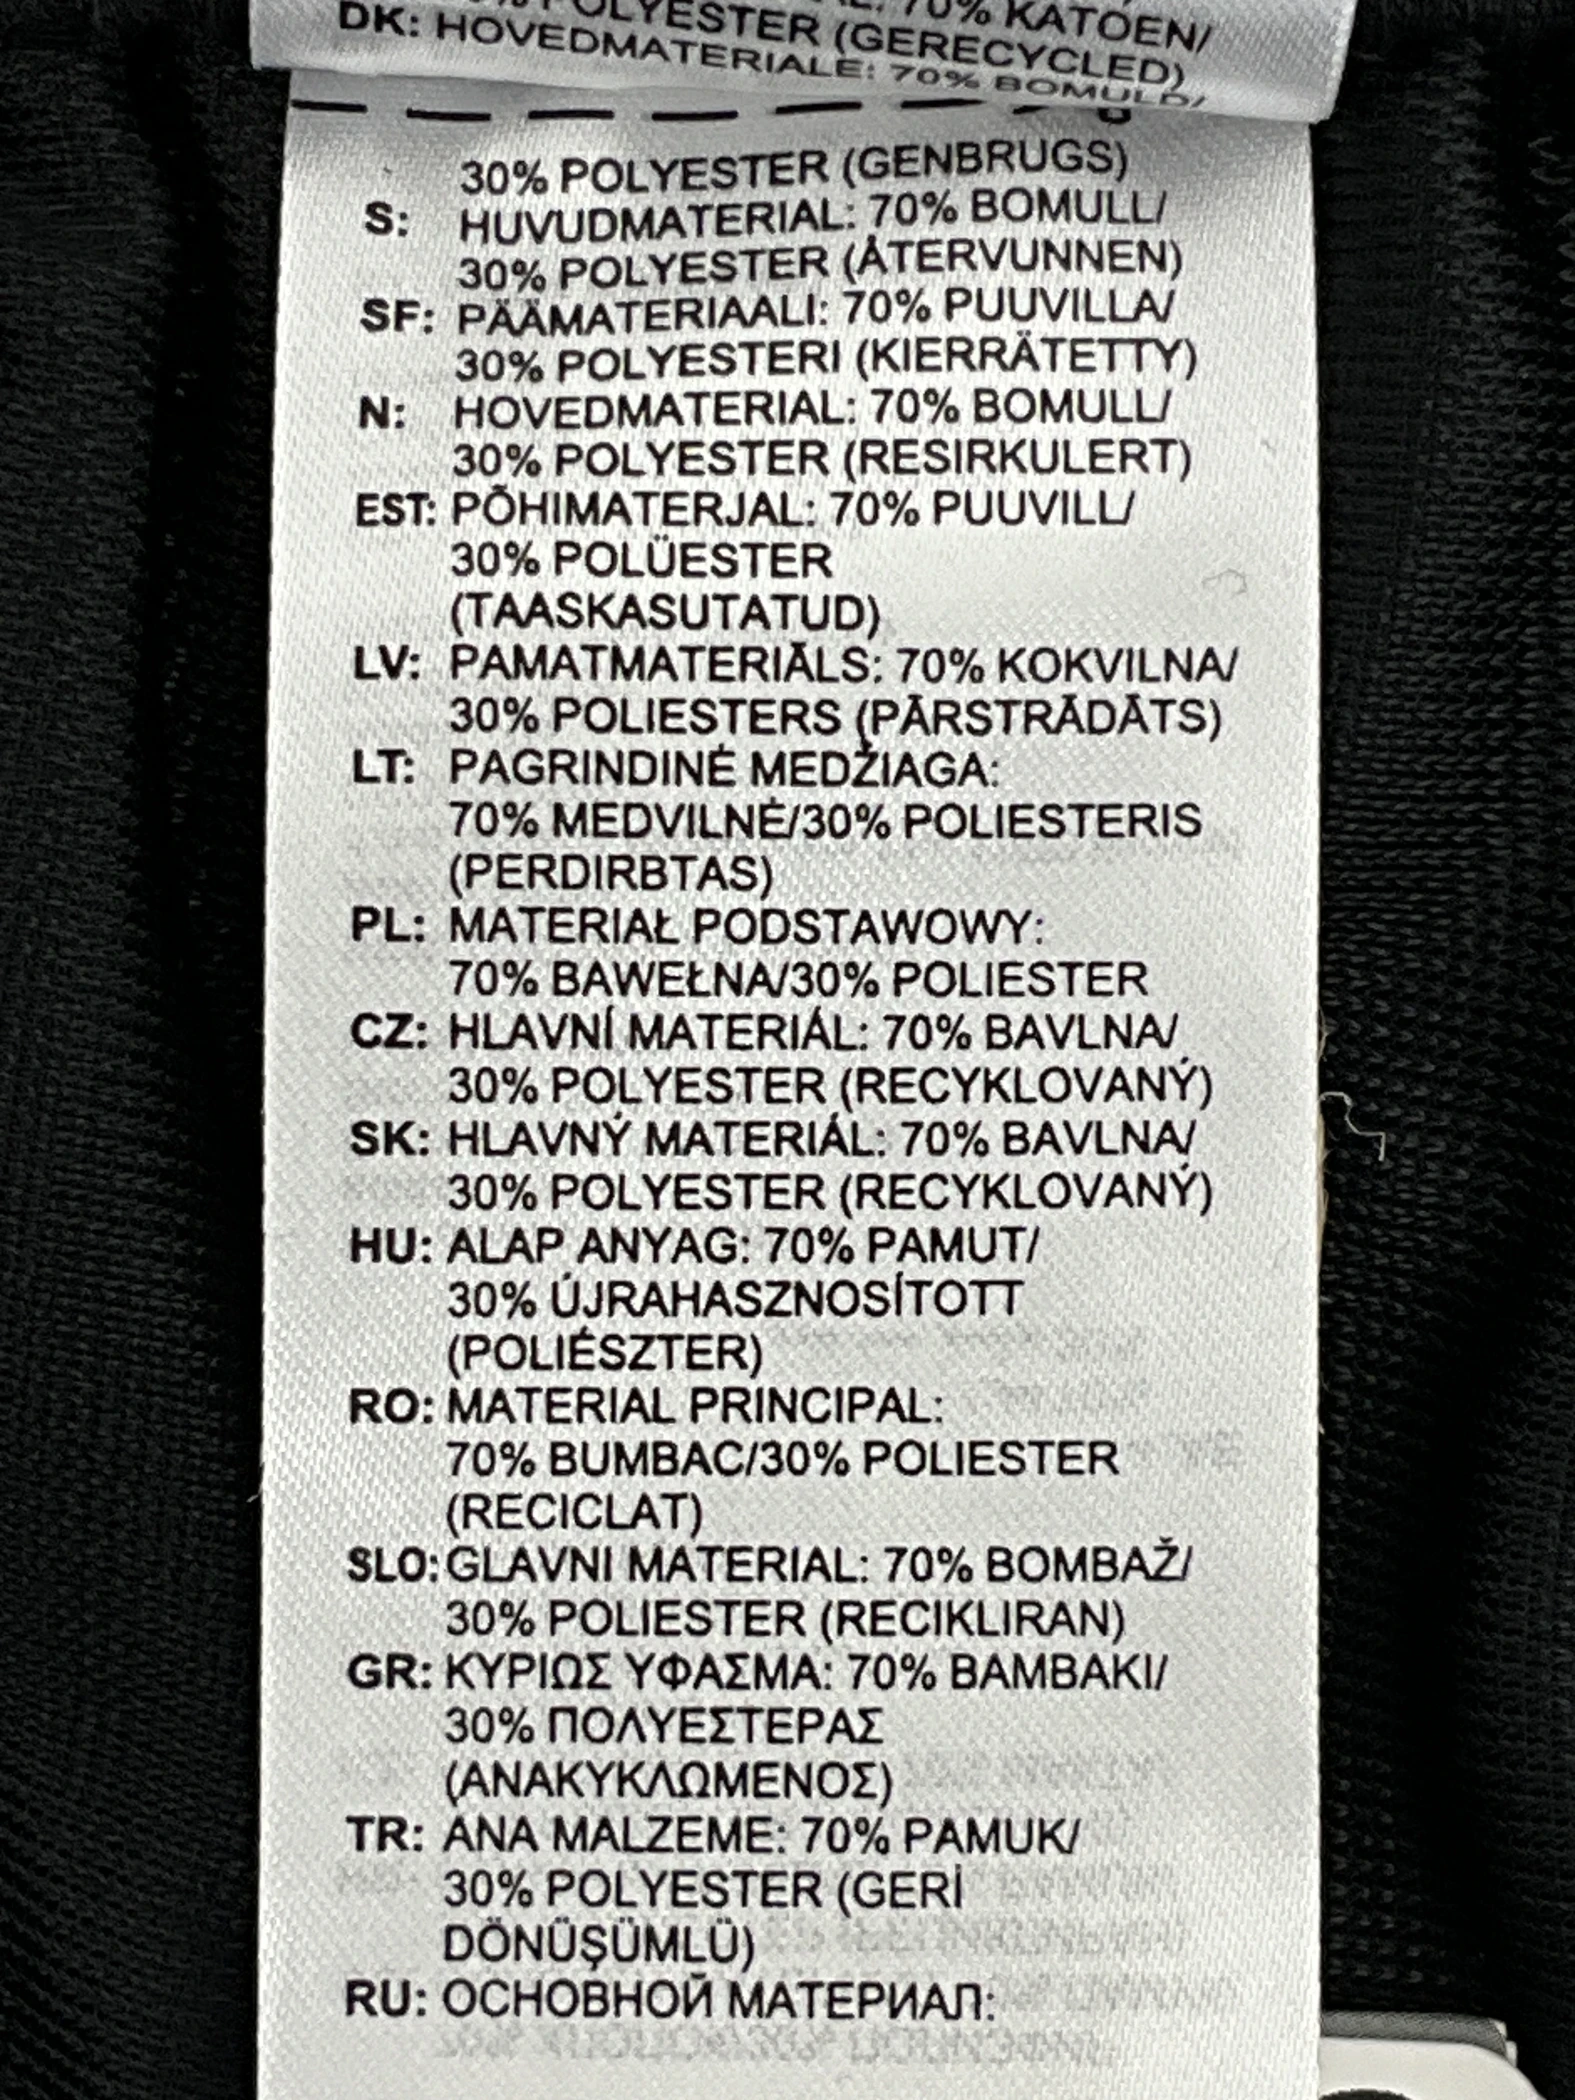 POLYESTER (GERECYCLED)
70% KATOEN/
DK: HOVEDMATERIALE: 70% BOMULD/
30% POLYESTER (GENBRUGS)
S: HUVUDMATERIAL: 70% BOMULL/
30% POLYESTER (ÅTERVUNNEN)
SF: PÄÄMATERIAALI: 70% PUUVILLA/
30% POLYESTERI (KIERRÄTETTY)
N: HOVEDMATERIAL: 70% BOMULL/
30% POLYESTER (RESIRKULERT)
EST: PÕHIMATERJAL: 70% PUUVILL/
30% POLÜESTER
(TAASKASUTATUD)
LV: PAMATMATERIĀLS: 70% KOKVILNA/
30% POLIESTERS (PĀRSTRĀDĀTS)
LT: PAGRINDINĖ MEDŽIAGA:
70% MEDVILNĖ/30% POLIESTERIS
(PERDIRBTAS)
PL: MATERIAŁ PODSTAWOWY:
70% BAWEŁNA/30% POLIESTER
CZ: HLAVNÍ MATERIÁL: 70% BAVLNA/
30% POLYESTER (RECYKLOVANÝ)
SK: HLAVNÝ MATERIÁL: 70% BAVLNA/
30% POLYESTER (RECYKLOVANÝ)
HU: ALAP ANYAG: 70% PAMUT/
30% ÚJRAHASZNOSÍTOTT
(POLIÉSZTER)
RO: MATERIAL PRINCIPAL:
70% BUMBAC/30% POLIESTER
(RECICLAT)
SLO: GLAVNI MATERIAL: 70% BOMBAŽ/
30% POLIESTER (RECIKLIRAN)
GR: ΚΥΡΙΩΣ ΥΦΑΣΜΑ: 70% ΒΑΜΒΑΚΙ/
30% ΠΟΛΥΕΣΤΕΡΑΣ
(ΑΝΑΚΥΚΛΩΜΕΝΟΣ)
TR: ANA MALZEME: 70% PAMUK/
30% POLYESTER (GERİ
DÖNÜŞÜMLÜ)
RU: ОСНОВНОЙ МАТЕРИАЛ: